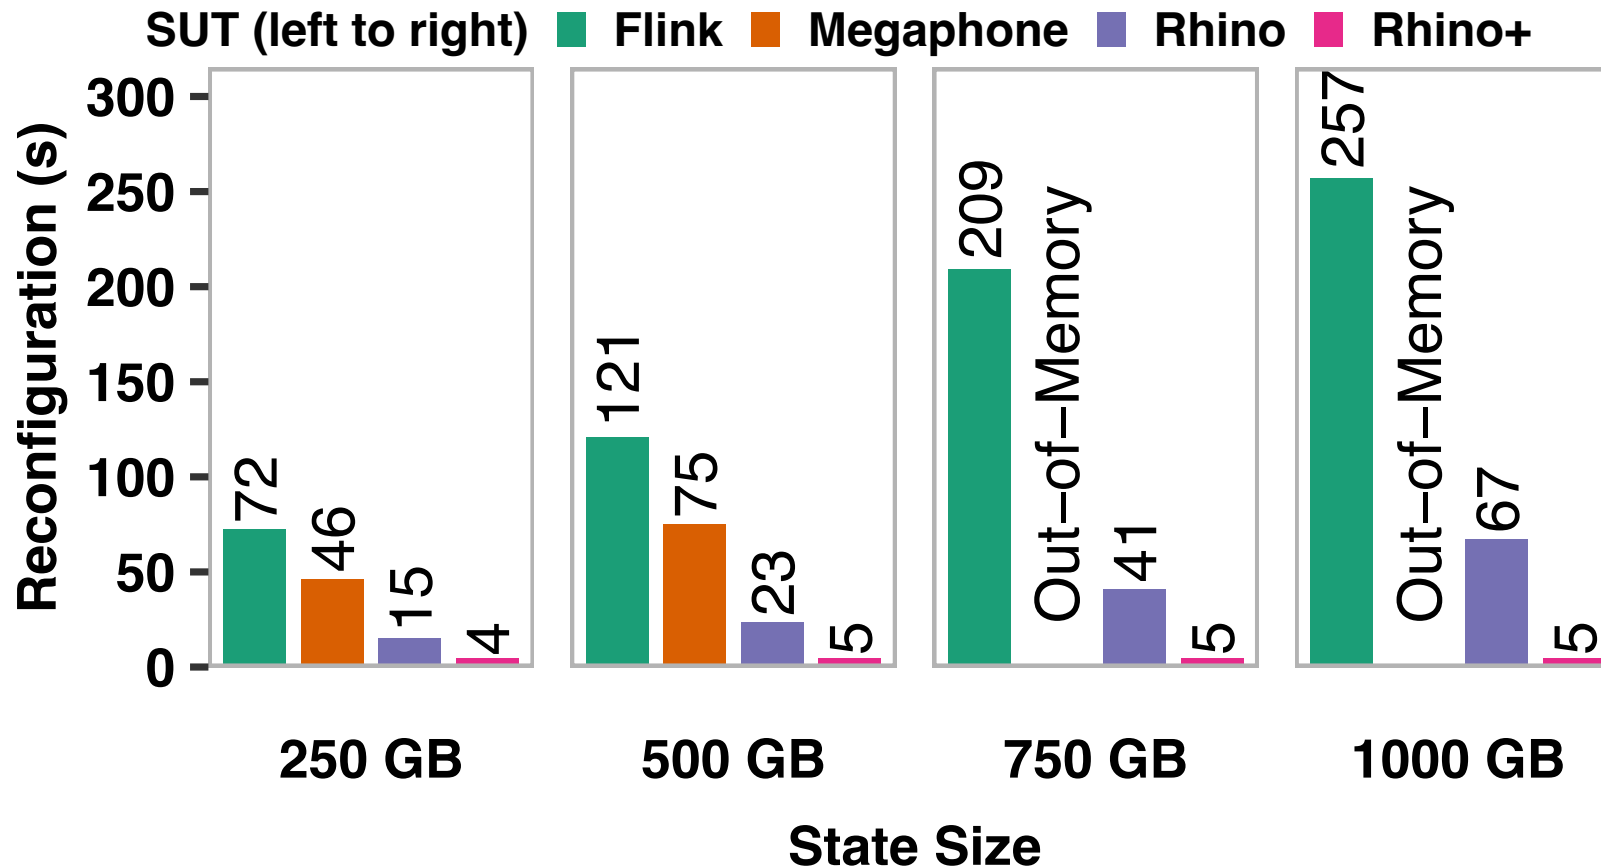 SUT (left to right) Flink Megaphone Rhino Rhino+
Reconfiguration (s)
300
250
200
150
100
50
0
72
46
15
4
121
75
23
5
209
Out−of−Memory
41
5
257
Out−of−Memory
67
5
250 GB
500 GB
750 GB
1000 GB
State Size